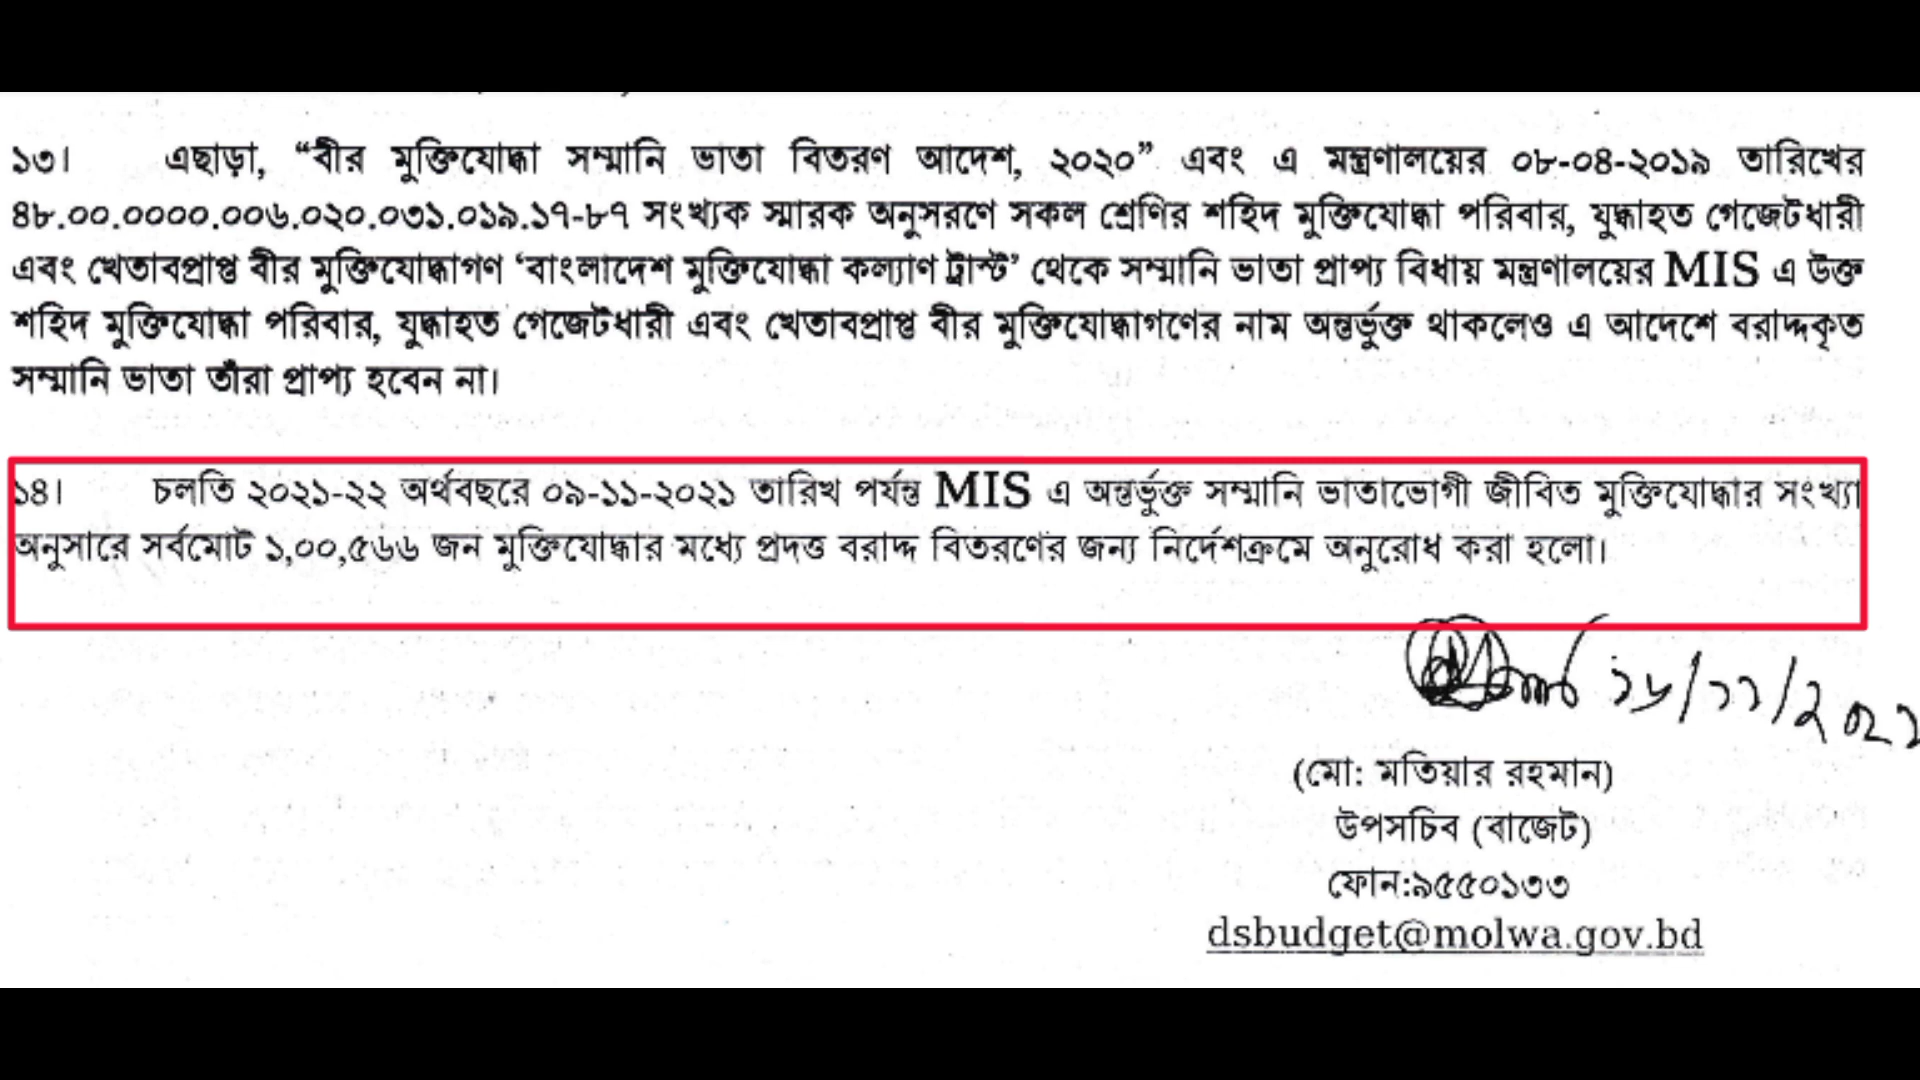 ১৩।	এছাড়া, “বীর মুক্তিযোদ্ধা সম্মানি ভাতা বিতরণ আদেশ, ২০২০” এবং এ মন্ত্রণালয়ের ০৮-০৪-২০১৯ তারিখের
৪৮.০০.০০০০.০০৬.০২০.০৩১.০১৯.১৭-৮৭ সংখ্যক স্মারক অনুসরণে সকল শ্রেণির শহিদ মুক্তিযোদ্ধা পরিবার, যুদ্ধাহত গেজেটধারী
এবং খেতাবপ্রাপ্ত বীর মুক্তিযোদ্ধাগণ ‘বাংলাদেশ মুক্তিযোদ্ধা কল্যাণ ট্রাস্ট’ থেকে সম্মানি ভাতা প্রাপ্য বিধায় মন্ত্রণালয়ের MIS এ উক্ত
শহিদ মুক্তিযোদ্ধা পরিবার, যুদ্ধাহত গেজেটধারী এবং খেতাবপ্রাপ্ত বীর মুক্তিযোদ্ধাগণের নাম অন্তর্ভুক্ত থাকলেও এ আদেশে বরাদ্দকৃত
সম্মানি ভাতা তাঁরা প্রাপ্য হবেন না।
১৪।	চলতি ২০২১-২২ অর্থবছরে ০৯-১১-২০২১ তারিখ পর্যন্ত MIS এ অন্তর্ভুক্ত সম্মানি ভাতাভোগী জীবিত মুক্তিযোদ্ধার সংখ্যা
অনুসারে সর্বমোট ১,০০,৫৬৬ জন মুক্তিযোদ্ধার মধ্যে প্রদত্ত বরাদ্দ বিতরণের জন্য নির্দেশক্রমে অনুরোধ করা হলো।
(মো: মতিয়ার রহমান)
উপসচিব (বাজেট)
ফোন:৯৫৫০১৩৩
dsbudget@molwa.gov.bd